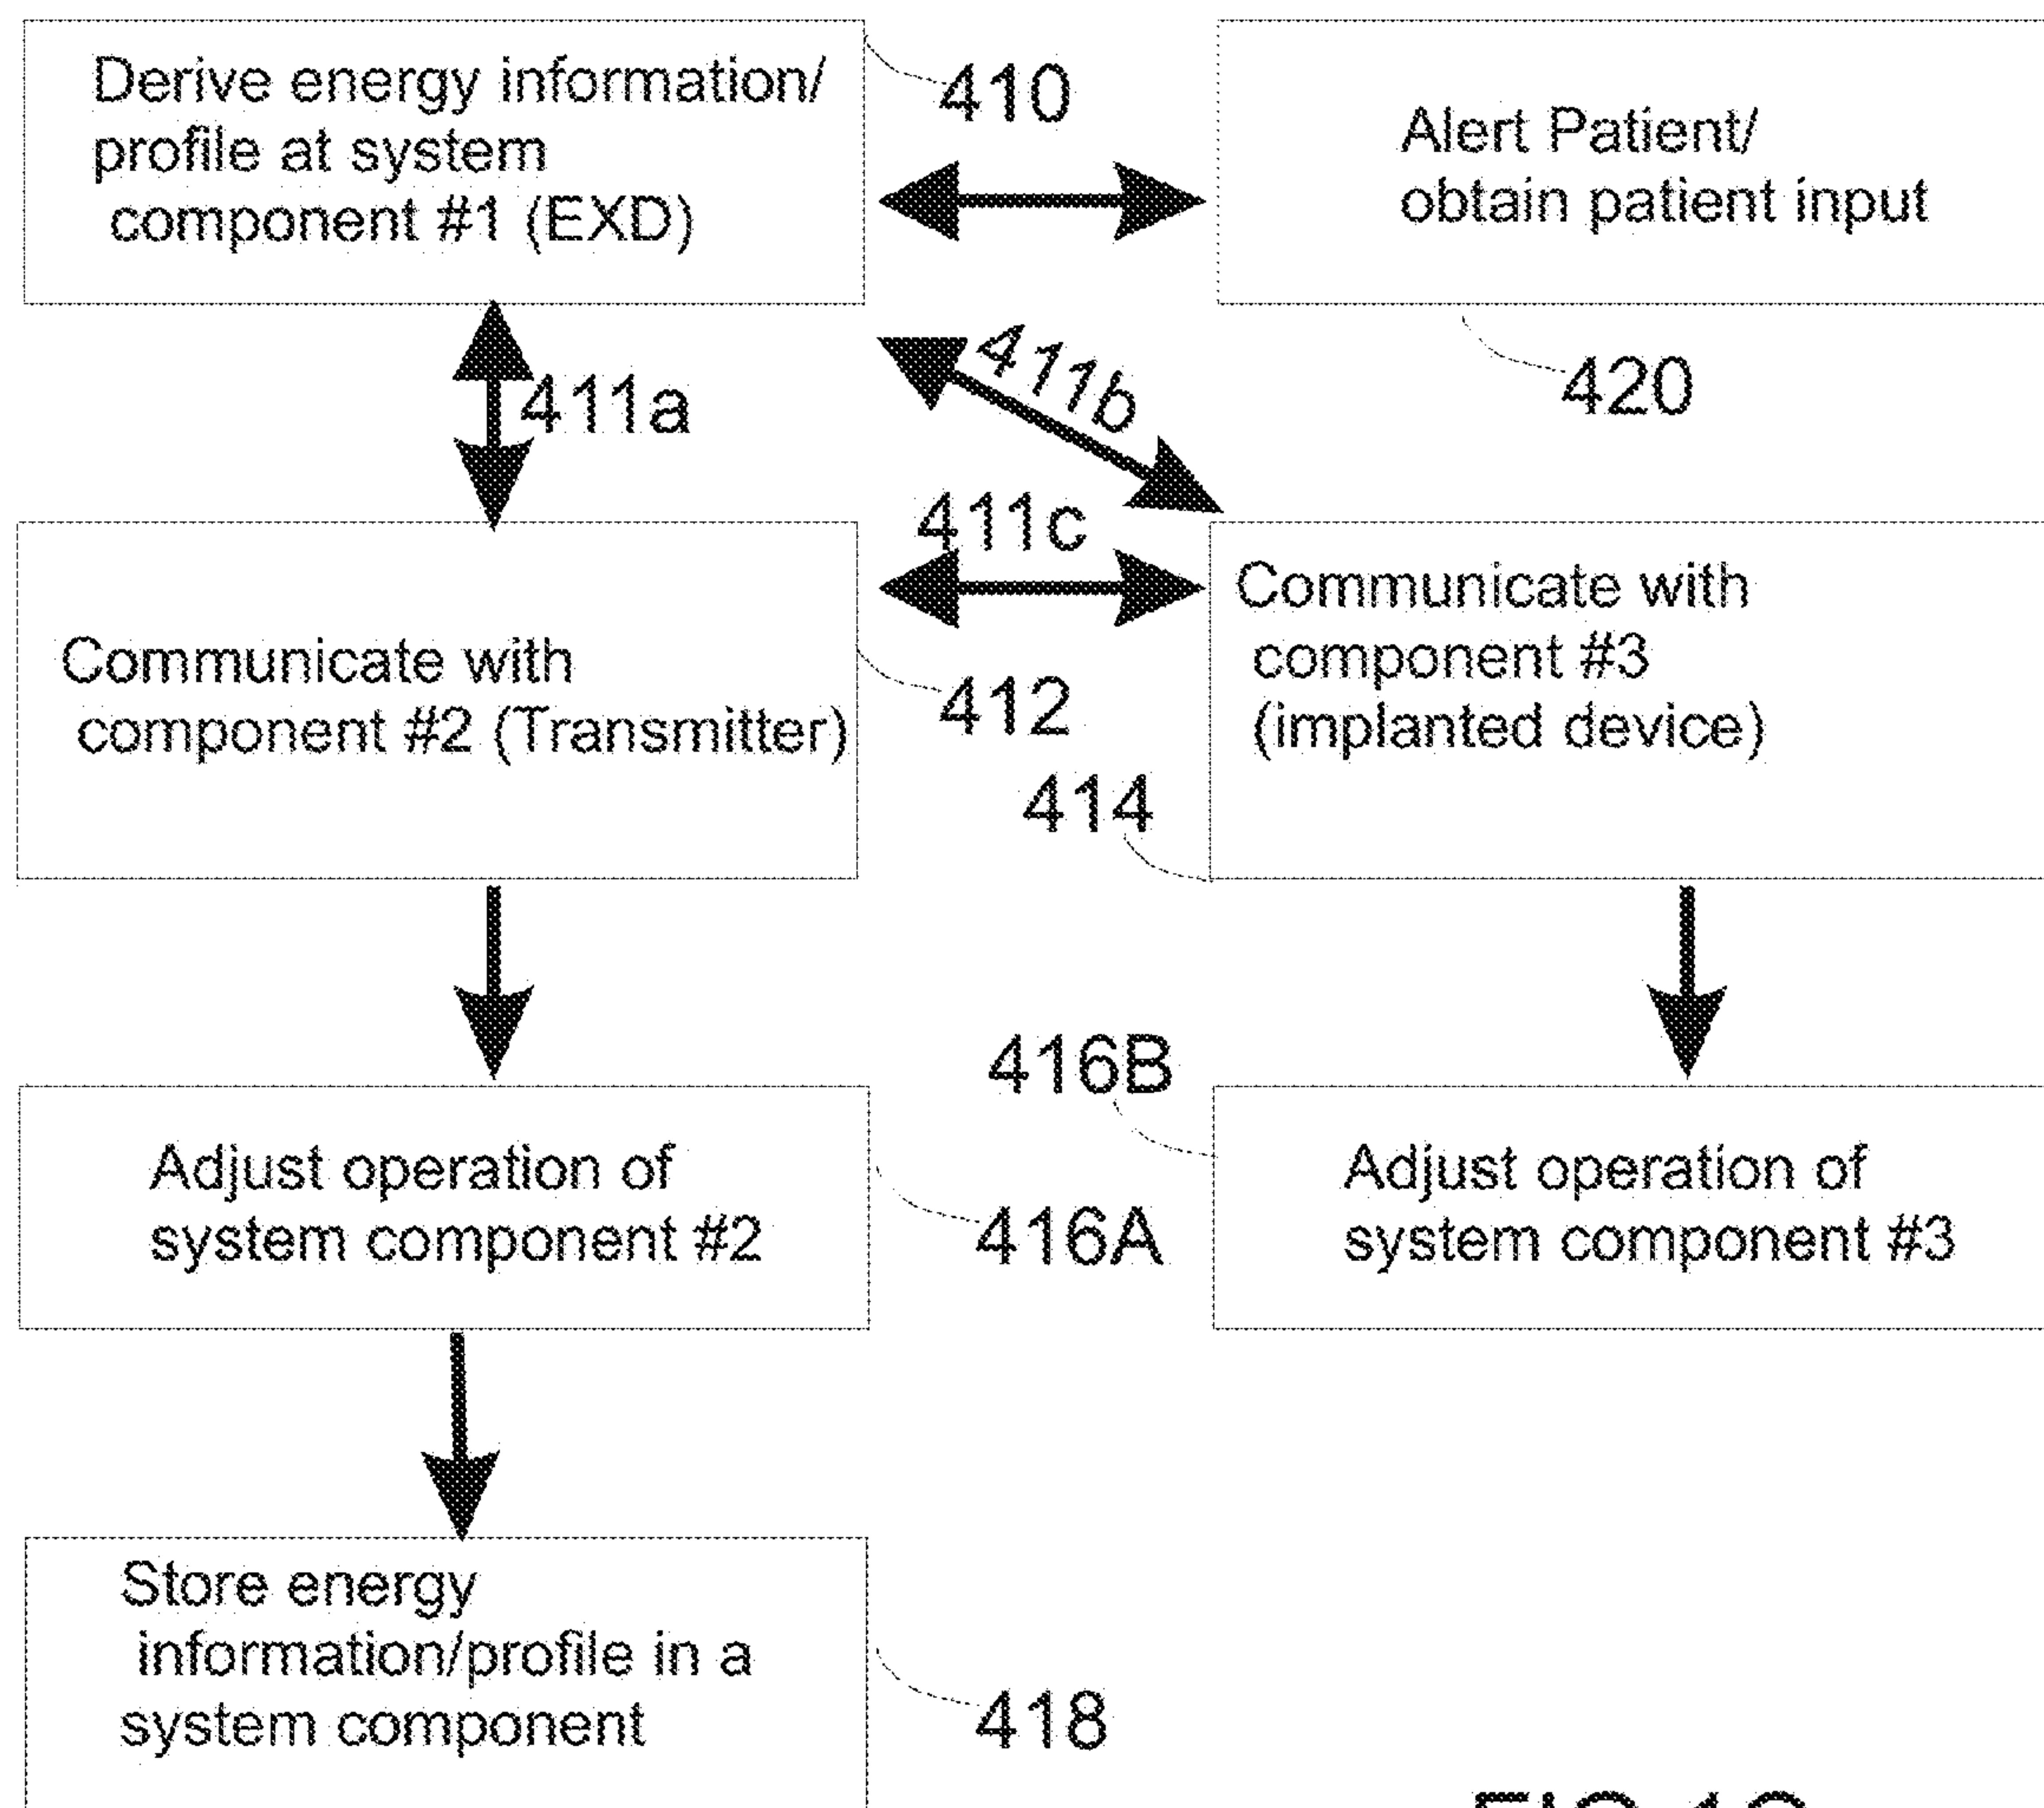 Derive energy information/
profile at system
component #1 (EXD)
410
Alert Patient/
obtain patient input
420
411a
411b
411c
Communicate with
component #2 (Transmitter)
412
Communicate with
component #3
(implanted device)
414
Adjust operation of
system component #2
416A
416B
Adjust operation of
system component #3
Store energy
information/profile in a
system component
418